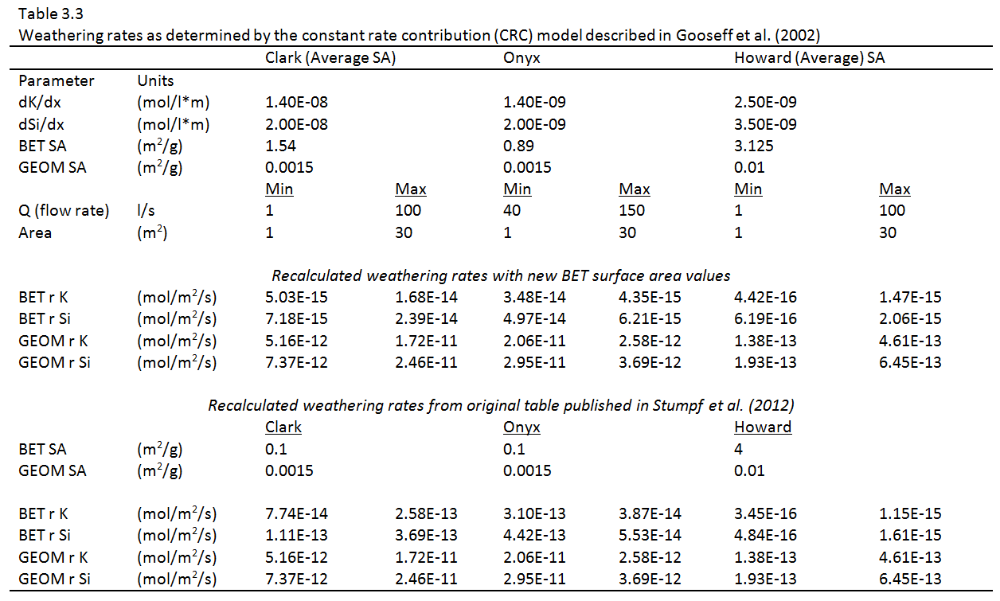 Table 3.3
Weathering rates as determined by the constant rate contribution (CRC) model described in Gooseff et al. (2002)
Clark (Average SA) Onyx Howard (Average) SA
Parameter Units
dK/dx (mol/l*m) 1.40E-08 1.40E-09 2.50E-09
dSi/dx (mol/l*m) 2.00E-08 2.00E-09 3.50E-09
BET SA (m²/g) 1.54 0.89 3.125
GEOM SA (m²/g) 0.0015 0.0015 0.01
Min Max Min Max Min Max
Q (flow rate) l/s 1 100 40 150 1 100
Area (m²) 1 30 1 30 1 30
Recalculated weathering rates with new BET surface area values
BET r K (mol/m²/s) 5.03E-15 1.68E-14 3.48E-14 4.35E-15 4.42E-16 1.47E-15
BET r Si (mol/m²/s) 7.18E-15 2.39E-14 4.97E-14 6.21E-15 6.19E-16 2.06E-15
GEOM r K (mol/m²/s) 5.16E-12 1.72E-11 2.06E-11 2.58E-12 1.38E-13 4.61E-13
GEOM r Si (mol/m²/s) 7.37E-12 2.46E-11 2.95E-11 3.69E-12 1.93E-13 6.45E-13
Recalculated weathering rates from original table published in Stumpf et al. (2012)
Clark Onyx Howard
BET SA (m²/g) 0.1 0.1 4
GEOM SA (m²/g) 0.0015 0.0015 0.01
BET r K (mol/m²/s) 7.74E-14 2.58E-13 3.10E-13 3.87E-14 3.45E-16 1.15E-15
BET r Si (mol/m²/s) 1.11E-13 3.69E-13 4.42E-13 5.53E-14 4.84E-16 1.61E-15
GEOM r K (mol/m²/s) 5.16E-12 1.72E-11 2.06E-11 2.58E-12 1.38E-13 4.61E-13
GEOM r Si (mol/m²/s) 7.37E-12 2.46E-11 2.95E-11 3.69E-12 1.93E-13 6.45E-13